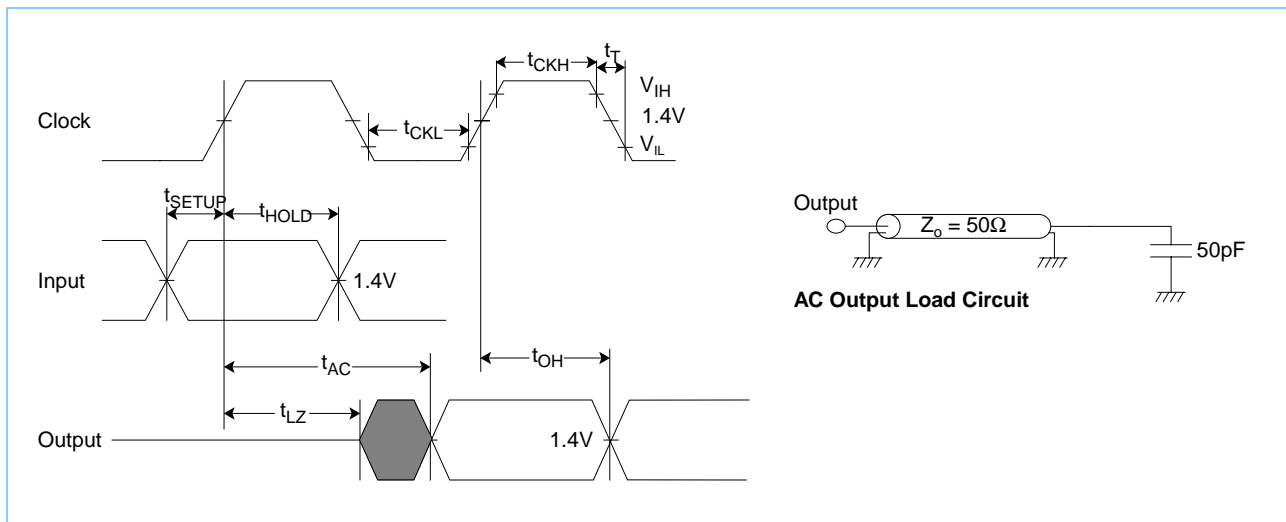 tCKH
tT
VIH
1.4V
VIL
Clock
tCKL
tSETUP
tHOLD
Input
1.4V
tAC
tOH
tLZ
Output
1.4V
Output
Zo = 50Ω
50pF
AC Output Load Circuit